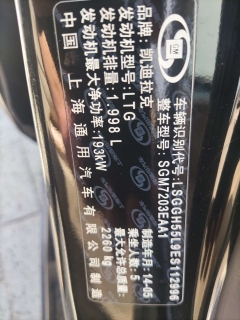 GM
品牌:凯迪拉克
车辆识别代号:LSGGH55L9ES112996
发动机型号:LTG
整车型号:SGM7203EAA1
发动机排量:1.998 L
制造年月:14-05
发动机最大净功率:193kW
乘坐人数:5
最大允许总质量:2260 kg
中国 上海通用汽车有限公司 制造